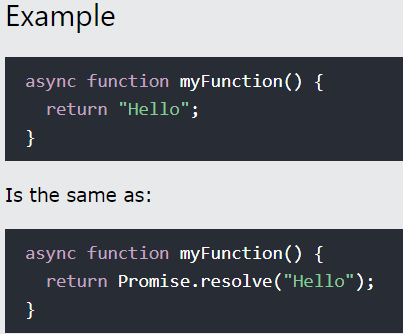 Example
async function myFunction() {
  return "Hello";
}
Is the same as:
async function myFunction() {
  return Promise.resolve("Hello");
}